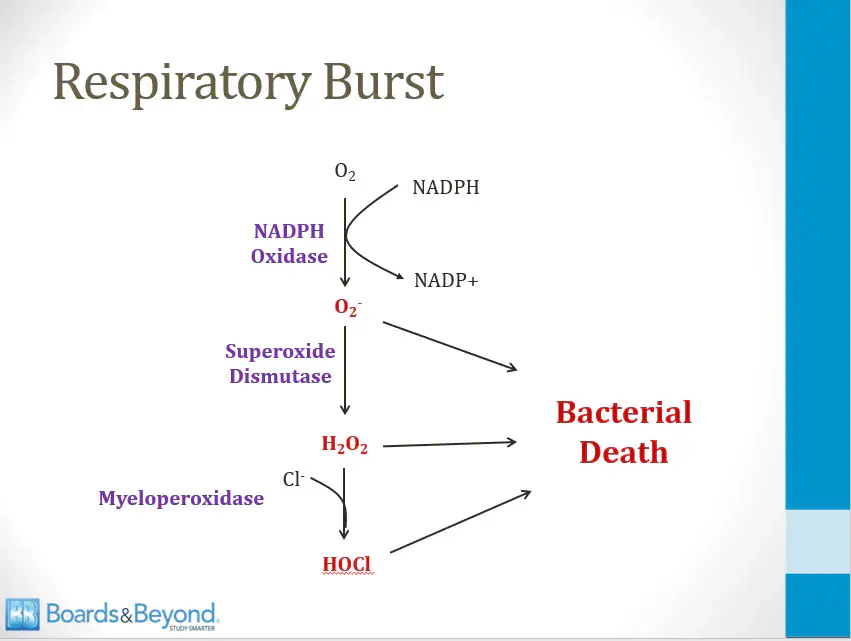 Respiratory Burst
O₂
NADPH
NADPH
Oxidase
NADP+
O₂⁻
Superoxide
Dismutase
Bacterial
Death
H₂O₂
Cl⁻
Myeloperoxidase
HOCl
BB Boards&Beyond.
STUDY SMARTER